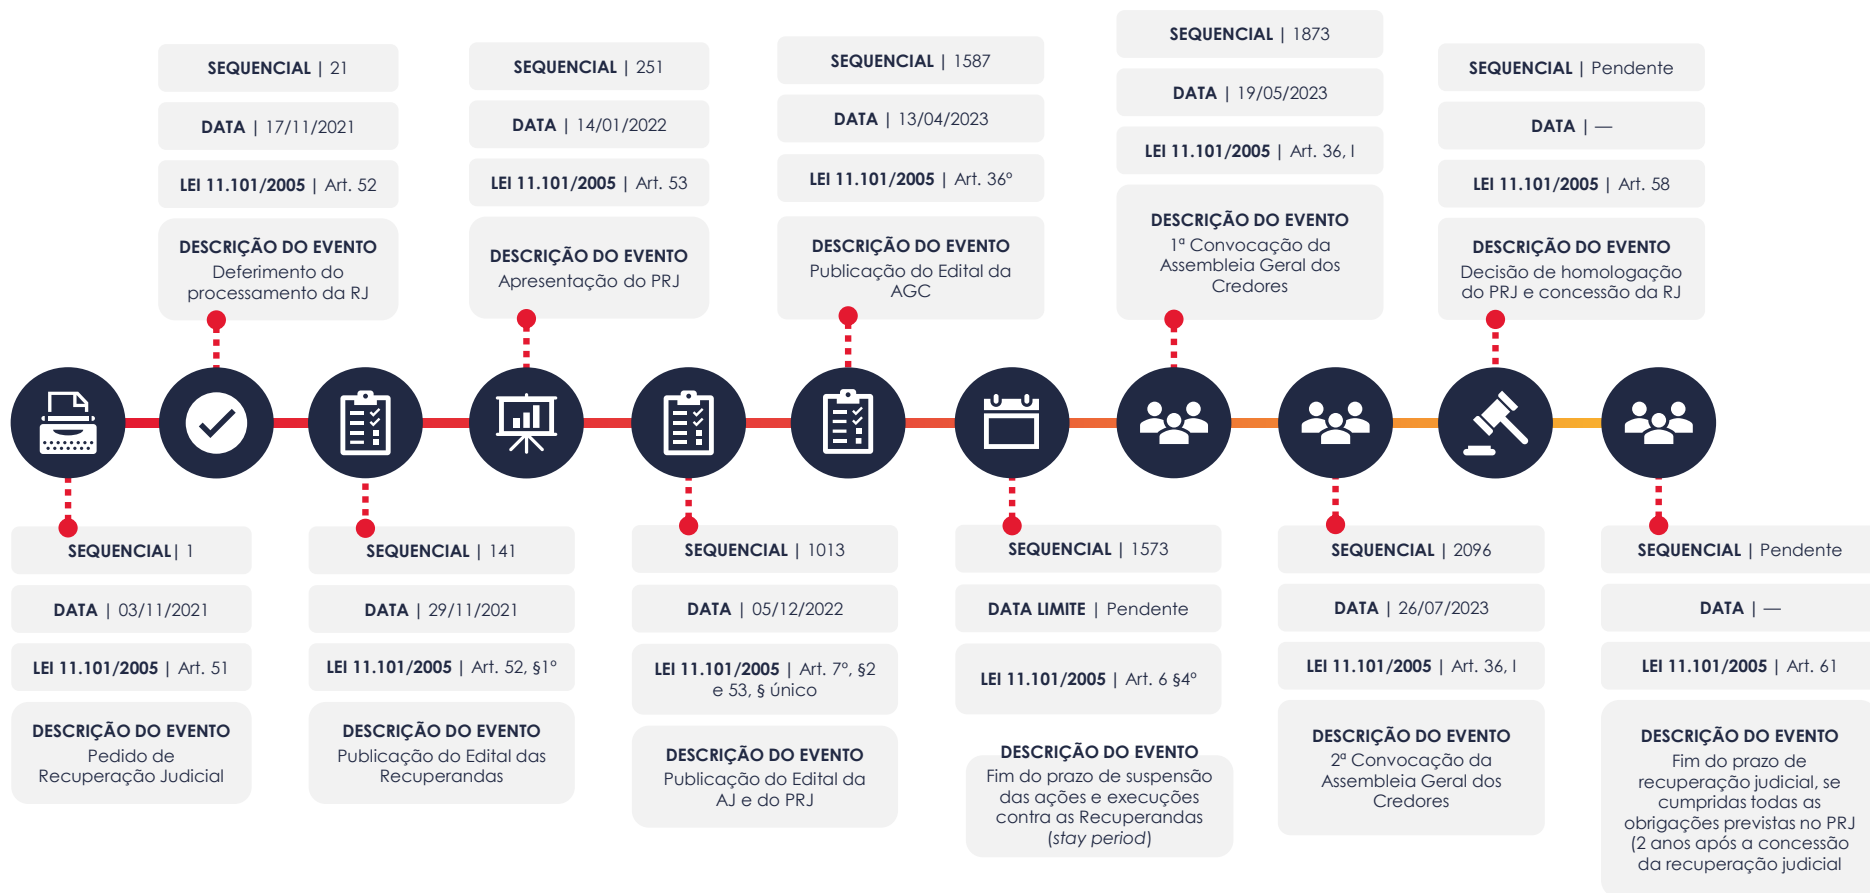 SEQUENCIAL | 21
DATA | 17/11/2021
LEI 11.101/2005 | Art. 52
DESCRIÇÃO DO EVENTO
Deferimento do
processamento da RJ
SEQUENCIAL | 251
DATA | 14/01/2022
LEI 11.101/2005 | Art. 53
DESCRIÇÃO DO EVENTO
Apresentação do PRJ
SEQUENCIAL | 1587
DATA | 13/04/2023
LEI 11.101/2005 | Art. 36º
DESCRIÇÃO DO EVENTO
Publicação do Edital da
AGC
SEQUENCIAL | 1873
DATA | 19/05/2023
LEI 11.101/2005 | Art. 36, I
DESCRIÇÃO DO EVENTO
1ª Convocação da
Assembleia Geral dos
Credores
SEQUENCIAL | Pendente
DATA | —
LEI 11.101/2005 | Art. 58
DESCRIÇÃO DO EVENTO
Decisão de homologação
do PRJ e concessão da RJ
SEQUENCIAL| 1
DATA | 03/11/2021
LEI 11.101/2005 | Art. 51
DESCRIÇÃO DO EVENTO
Pedido de
Recuperação Judicial
SEQUENCIAL | 141
DATA | 29/11/2021
LEI 11.101/2005 | Art. 52, §1º
DESCRIÇÃO DO EVENTO
Publicação do Edital das
Recuperandas
SEQUENCIAL | 1013
DATA | 05/12/2022
LEI 11.101/2005 | Art. 7º, §2
e 53, § único
DESCRIÇÃO DO EVENTO
Publicação do Edital da
AJ e do PRJ
SEQUENCIAL | 1573
DATA LIMITE | Pendente
LEI 11.101/2005 | Art. 6 §4º
DESCRIÇÃO DO EVENTO
Fim do prazo de suspensão
das ações e execuções
contra as Recuperandas
(stay period)
SEQUENCIAL | 2096
DATA | 26/07/2023
LEI 11.101/2005 | Art. 36, I
DESCRIÇÃO DO EVENTO
2ª Convocação da
Assembleia Geral dos
Credores
SEQUENCIAL | Pendente
DATA | —
LEI 11.101/2005 | Art. 61
DESCRIÇÃO DO EVENTO
Fim do prazo de
recuperação judicial, se
cumpridas todas as
obrigações previstas no PRJ
(2 anos após a concessão
da recuperação judicial